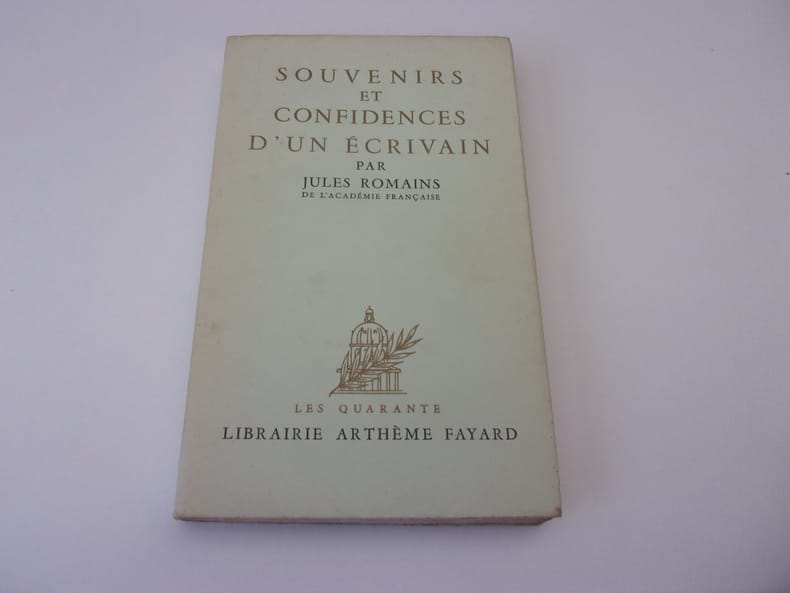 SOUVENIRS
ET
CONFIDENCES
D'UN ÉCRIVAIN
PAR
JULES ROMAINS
DE L'ACADÉMIE FRANÇAISE
LES QUARANTE
LIBRAIRIE ARTHÈME FAYARD